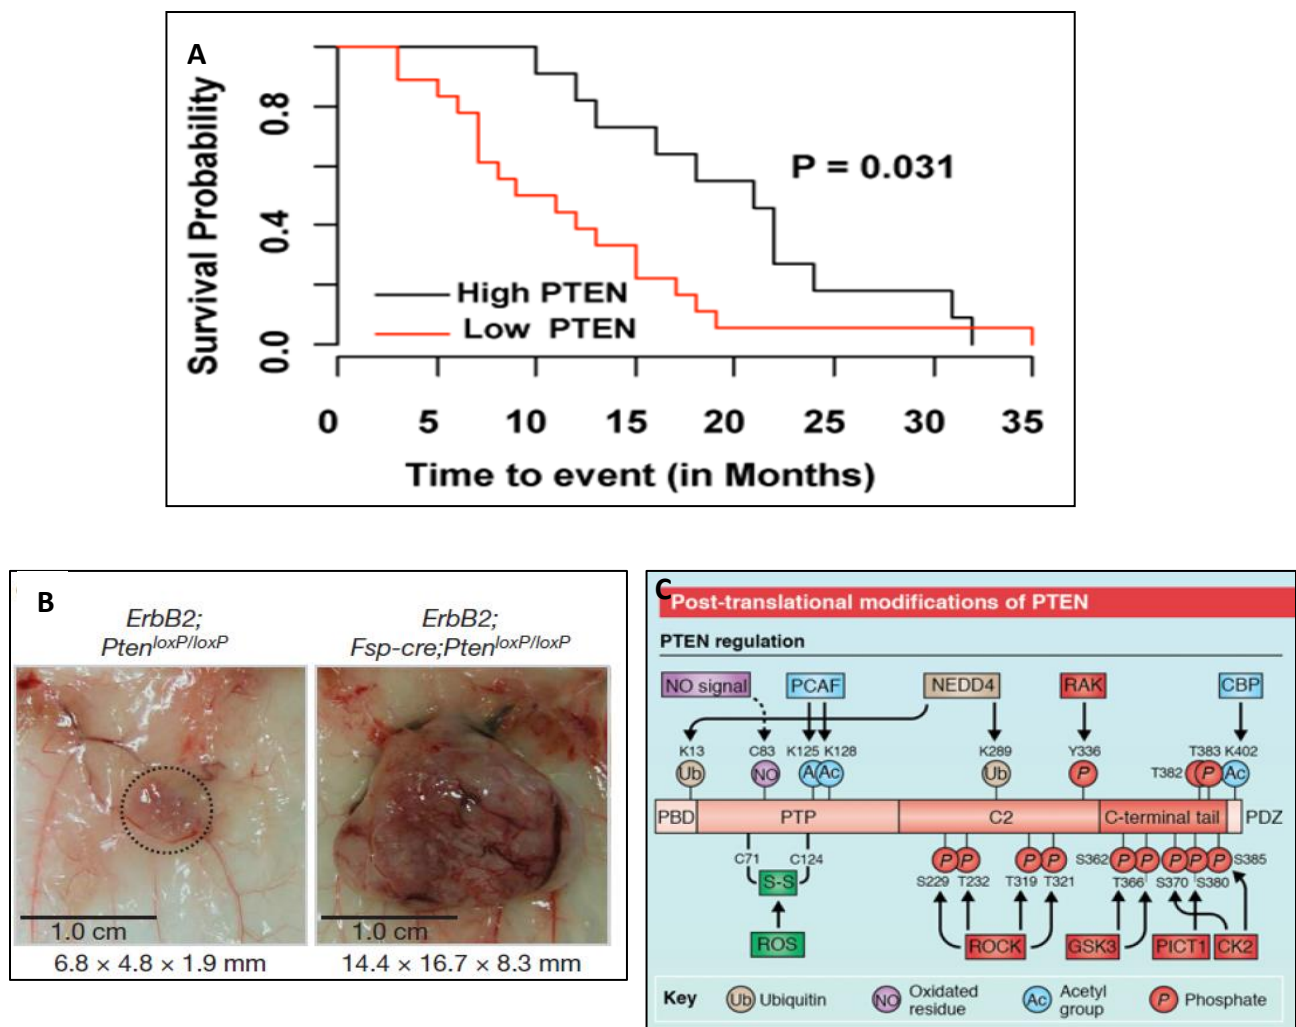 A
Survival Probability
0.8
0.4
0.0
P = 0.031
High PTEN
Low PTEN
0 5 10 15 20 25 30 35
Time to event (in Months)
B
ErbB2;
Pten^loxP/loxP
ErbB2;
Fsp-cre;Pten^loxP/loxP
1.0 cm
1.0 cm
6.8 × 4.8 × 1.9 mm
14.4 × 16.7 × 8.3 mm
C
Post-translational modifications of PTEN
PTEN regulation
NO signal PCAF NEDD4 RAK CBP
K13 C83 K125 K128 K289 Y336 T383 K402
T382
Ub NO A Ac Ub P P Ac
PBD PTP C2 C-terminal tail PDZ
C71 C124 P P P P S362 P P P P P S385
S-S S229 T232 T319 T321 T366 S370 S380
ROS ROCK GSK3 PICT1 CK2
Key Ub Ubiquitin NO Oxidated residue Ac Acetyl group P Phosphate